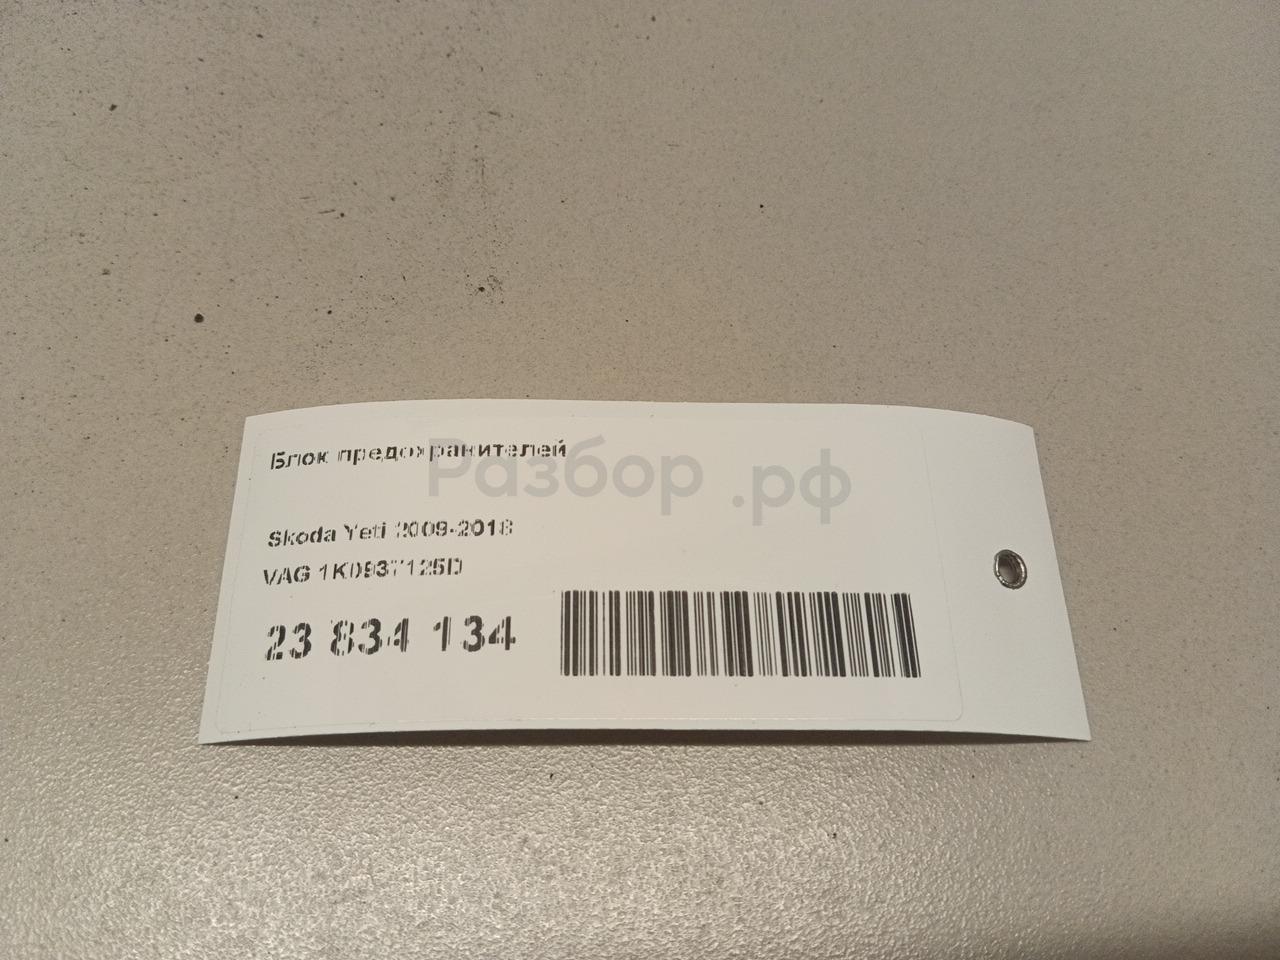 Блок предохранителей
Разбор.рф
Skoda Yeti 2009-2018
VAG 1K0937125D
23 834 134